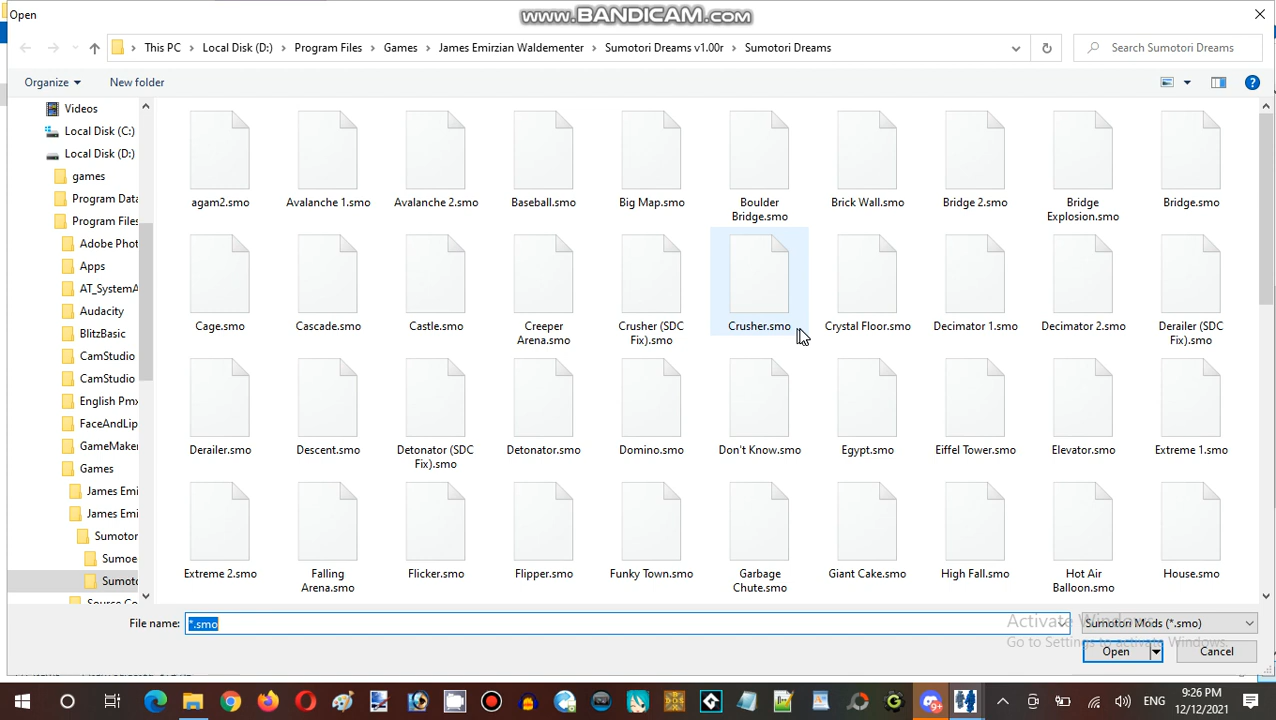 Open
www.BANDICAM.com
This PC > Local Disk (D:) > Program Files > Games > James Emirzian Waldementer > Sumotori Dreams v1.00r > Sumotori Dreams
Search Sumotori Dreams
Organize
New folder
Videos
Local Disk (C:)
Local Disk (D:)
games
Program Data
Program Files
Adobe Phot
Apps
AT_SystemA
Audacity
BlitzBasic
CamStudio
CamStudio
English Pmx
FaceAndLip
GameMaker
Games
James Emi
James Emi
Sumotor
Sumoe
Sumoto
Source Co
agam2.smo
Avalanche 1.smo
Avalanche 2.smo
Baseball.smo
Big Map.smo
Boulder
Bridge.smo
Brick Wall.smo
Bridge 2.smo
Bridge
Explosion.smo
Bridge.smo
Cage.smo
Cascade.smo
Castle.smo
Creeper
Arena.smo
Crusher (SDC
Fix).smo
Crusher.smo
Crystal Floor.smo
Decimator 1.smo
Decimator 2.smo
Derailer (SDC
Fix).smo
Derailer.smo
Descent.smo
Detonator (SDC
Fix).smo
Detonator.smo
Domino.smo
Don't Know.smo
Egypt.smo
Eiffel Tower.smo
Elevator.smo
Extreme 1.smo
Extreme 2.smo
Falling
Arena.smo
Flicker.smo
Flipper.smo
Funky Town.smo
Garbage
Chute.smo
Giant Cake.smo
High Fall.smo
Hot Air
Balloon.smo
House.smo
File name:
*.smo
Sumotori Mods (*.smo)
Activate Windows
Go to Settings to activate Windows.
Open
Cancel
ENG
9:26 PM
12/12/2021